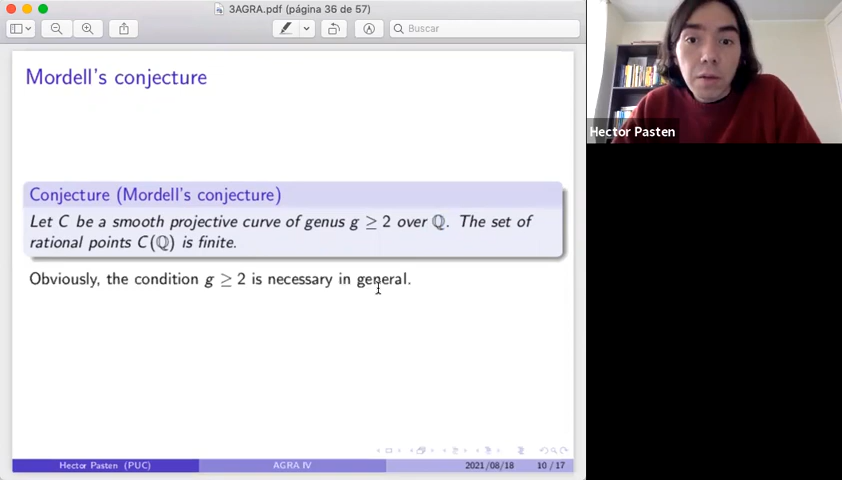 3AGRA.pdf (página 36 de 57)
Buscar
Mordell's conjecture
Conjecture (Mordell's conjecture)
Let C be a smooth projective curve of genus g ≥ 2 over ℚ. The set of
rational points C(ℚ) is finite.
Obviously, the condition g ≥ 2 is necessary in general.
Hector Pasten (PUC)
AGRA IV
2021/08/18
10 / 17
Hector Pasten